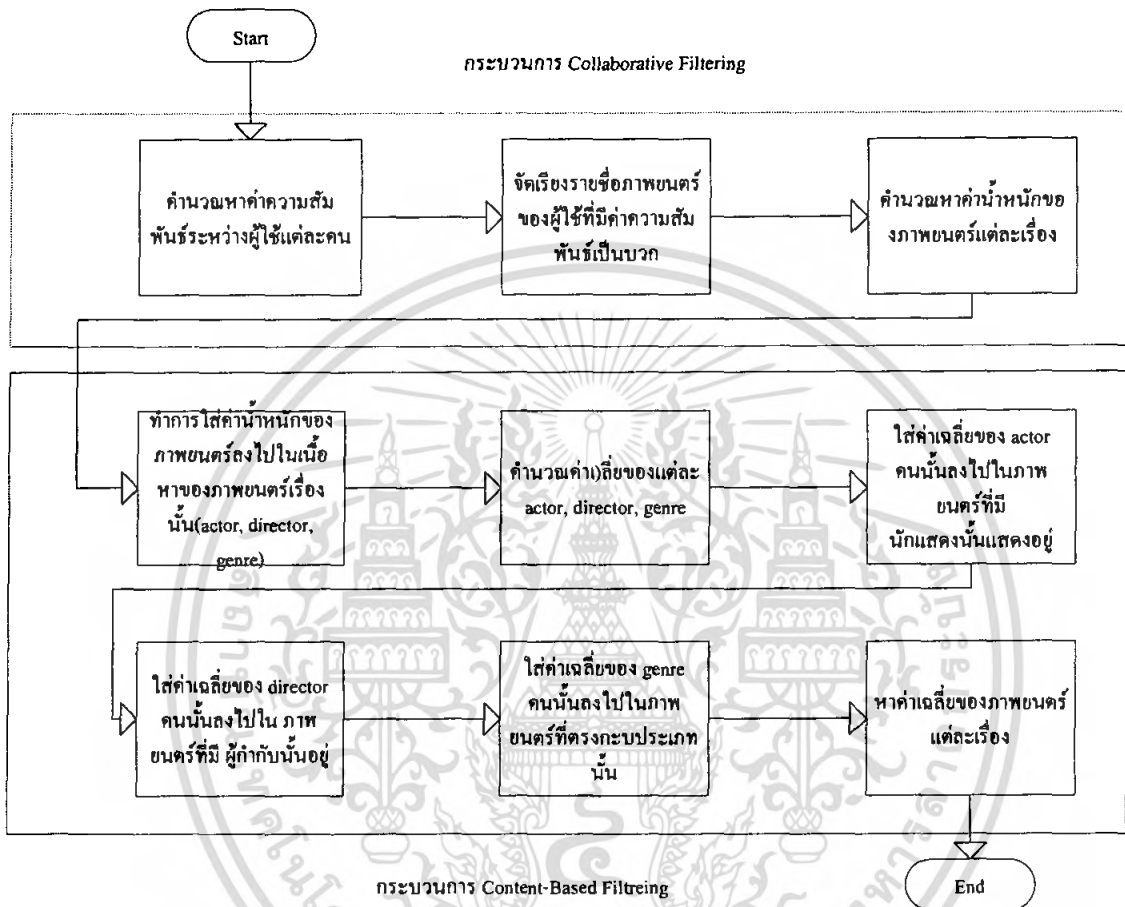 Start
กระบวนการ Collaborative Filtering
คำนวณหาค่าความสัม
พันธ์ระหว่างผู้ใช้แต่ละคน
จัดเรียงรายชื่อภาพยนตร์
ของผู้ใช้ที่มีค่าความสัม
พันธ์เป็นบวก
คำนวณหาค่าน้ำหนักขอ
งภาพยนตร์แต่ละเรื่อง
ทำการใส่ค่าน้ำหนักของ
ภาพยนตร์ลงไปในเนื้อ
หาของภาพยนตร์เรื่อง
นั้น(actor, director,
genre)
คำนวณค่าเฉลี่ยของแต่ละ
actor, director, genre
ใส่ค่าเฉลี่ยของ actor
คนนั้นลงไปในภาพ
ยนตร์ที่มี
นักแสดงนั้นแสดงอยู่
ใส่ค่าเฉลี่ยของ director
คนนั้นลงไปใน ภาพ
ยนตร์ที่มี ผู้กำกับนั้นอยู่
ใส่ค่าเฉลี่ยของ genre
คนนั้นลงไปในภาพ
ยนตร์ที่ตรงกะบประเภท
นั้น
หาค่าเฉลี่ยของภาพยนตร์
แต่ละเรื่อง
กระบวนการ Content-Based Filtreing
End